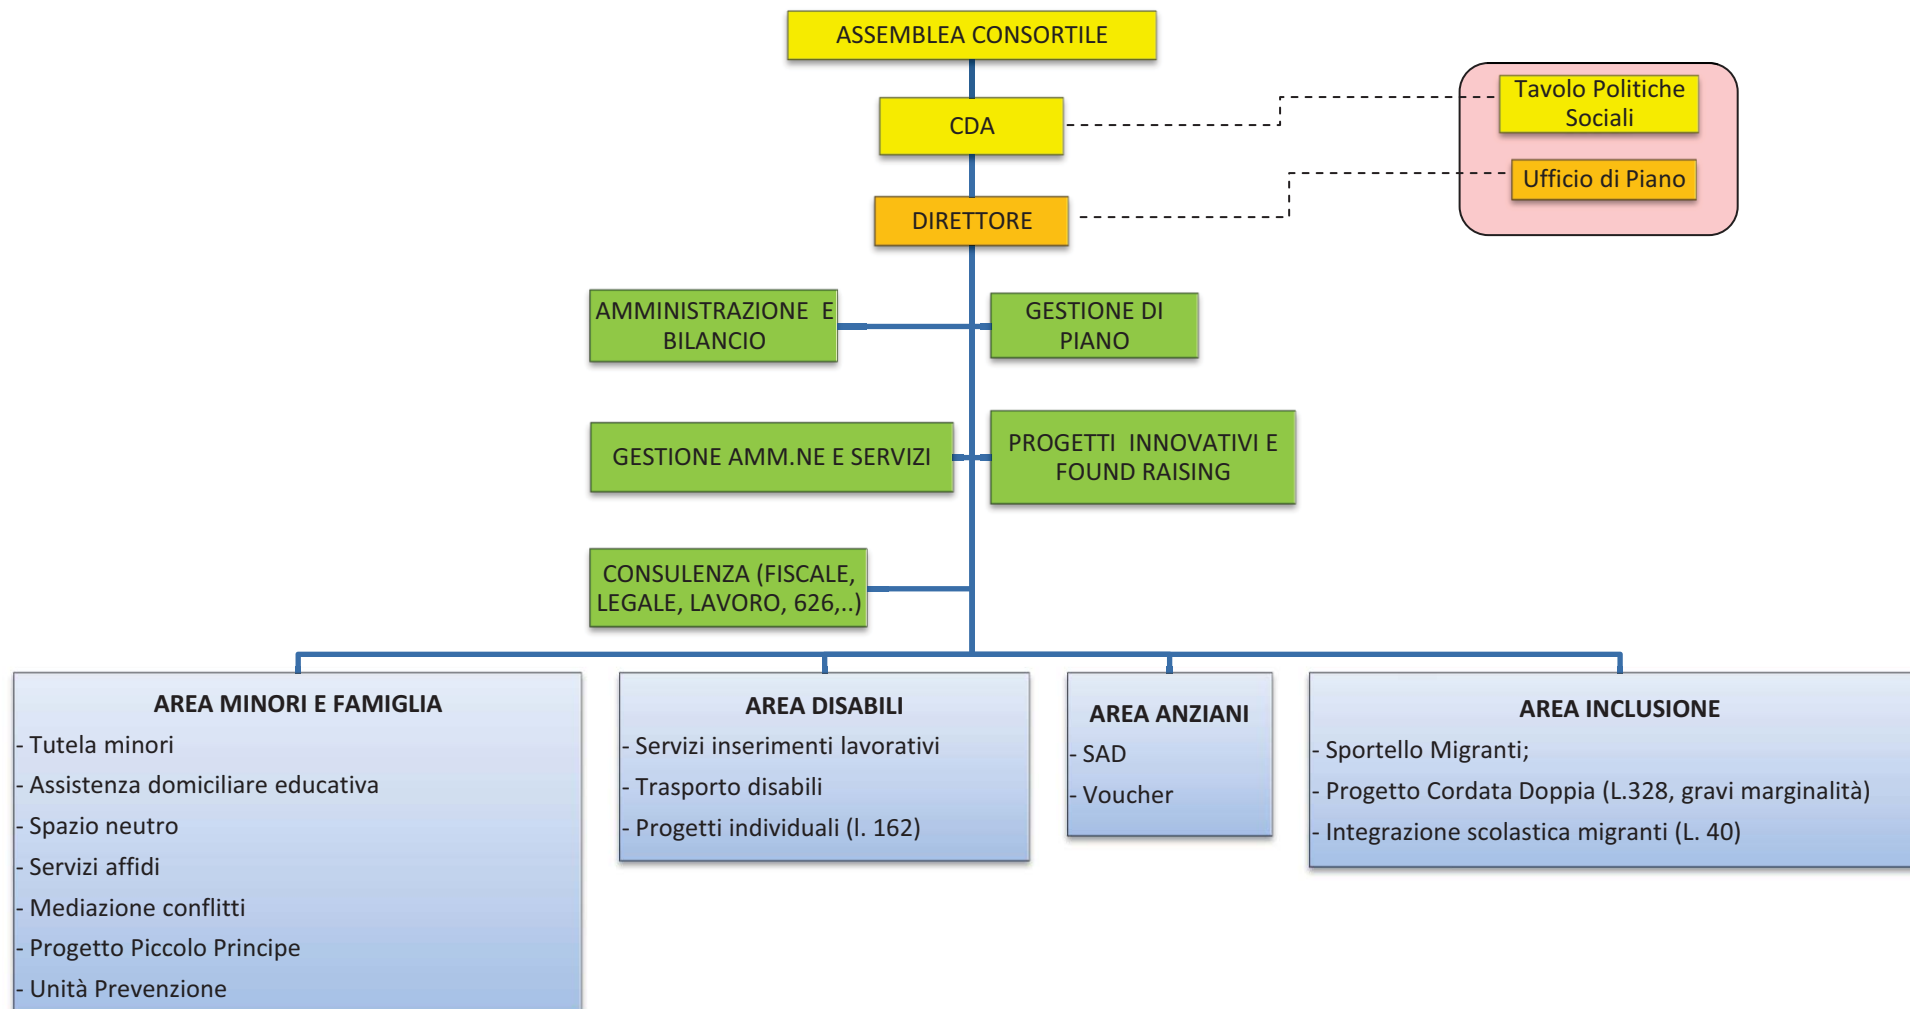 ASSEMBLEA CONSORTILE
CDA
Tavolo Politiche
Sociali
Ufficio di Piano
DIRETTORE
AMMINISTRAZIONE  E
BILANCIO
GESTIONE DI
PIANO
GESTIONE AMM.NE E SERVIZI
PROGETTI  INNOVATIVI E
FOUND RAISING
CONSULENZA (FISCALE,
LEGALE, LAVORO, 626,..)
AREA MINORI E FAMIGLIA
- Tutela minori
- Assistenza domiciliare educativa
- Spazio neutro
- Servizi affidi
- Mediazione conflitti
- Progetto Piccolo Principe
- Unità Prevenzione
AREA DISABILI
- Servizi inserimenti lavorativi
- Trasporto disabili
- Progetti individuali (l. 162)
AREA ANZIANI
- SAD
- Voucher
AREA INCLUSIONE
- Sportello Migranti;
- Progetto Cordata Doppia (L.328, gravi marginalità)
- Integrazione scolastica migranti (L. 40)